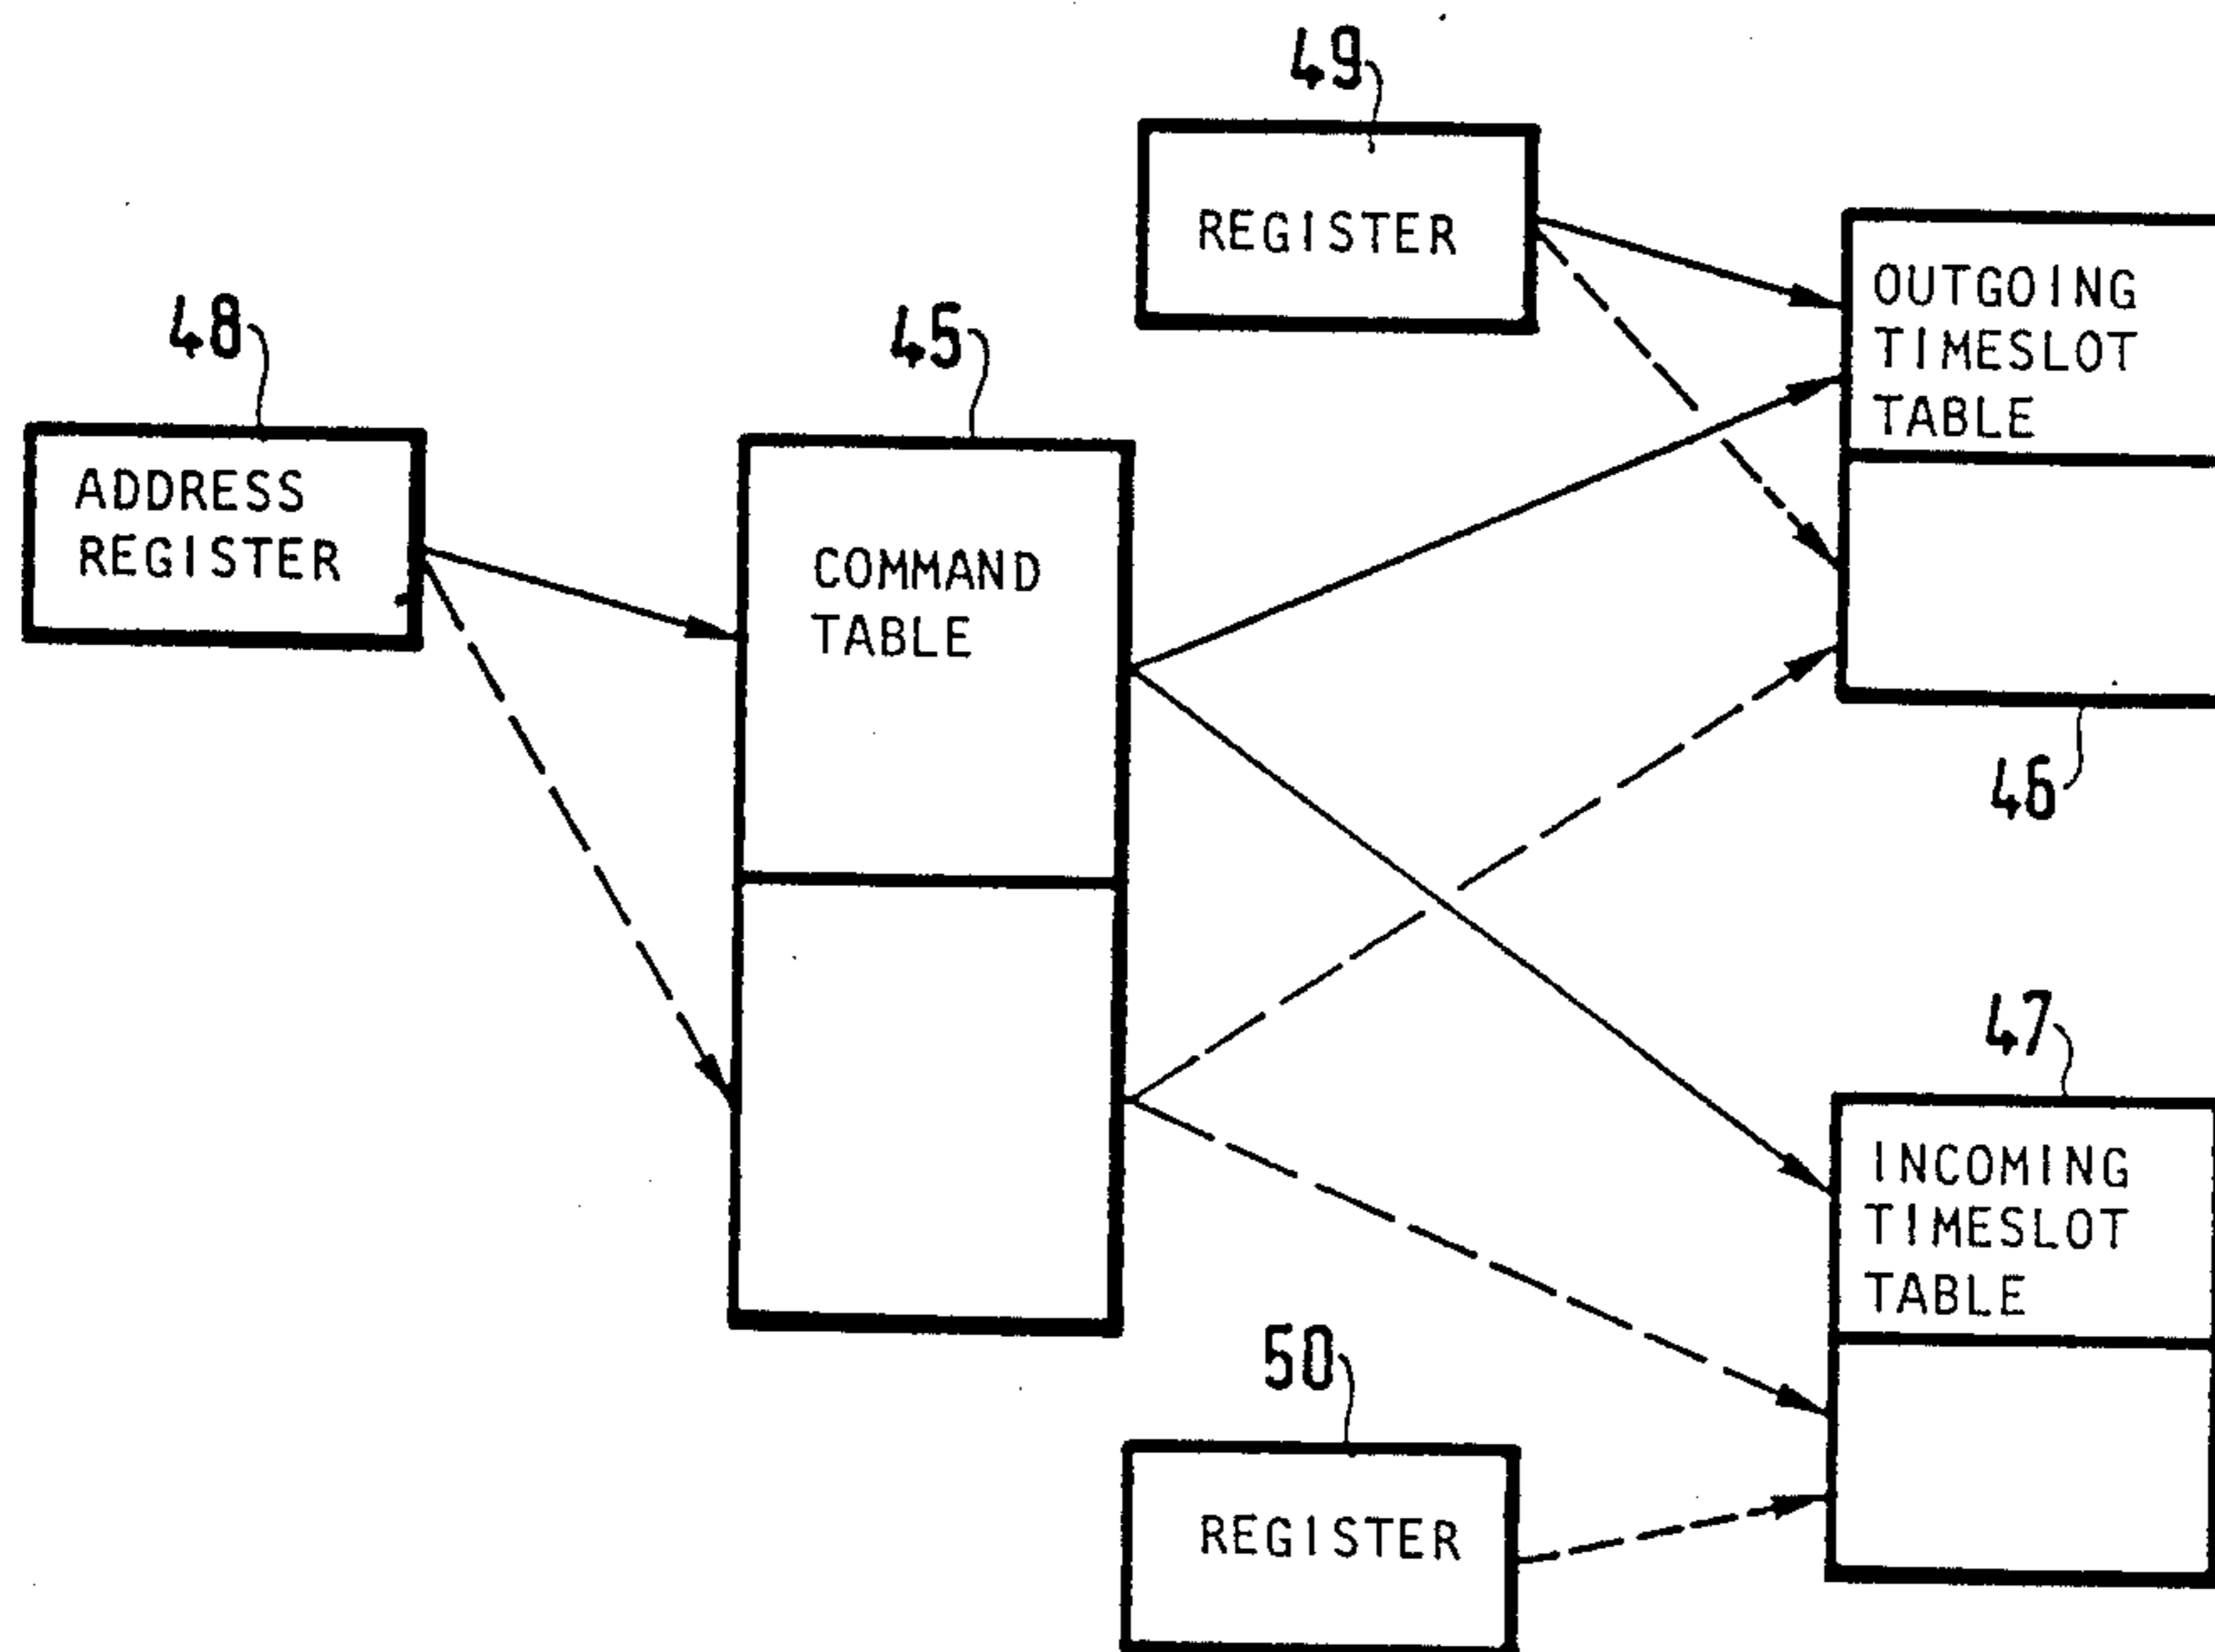 49
REGISTER
48
ADDRESS
REGISTER
45
COMMAND
TABLE
OUTGOING
TIMESLOT
TABLE
46
47
INCOMING
TIMESLOT
TABLE
50
REGISTER